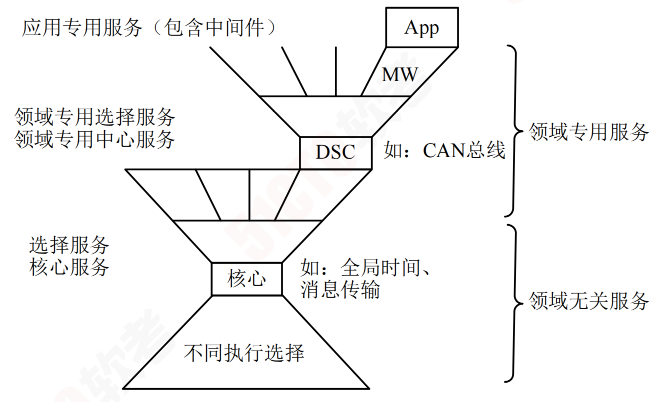 应用专用服务（包含中间件）
App
MW
领域专用选择服务
领域专用中心服务
DSC
如：CAN总线
领域专用服务
选择服务
核心服务
核心
如：全局时间、
消息传输
领域无关服务
不同执行选择